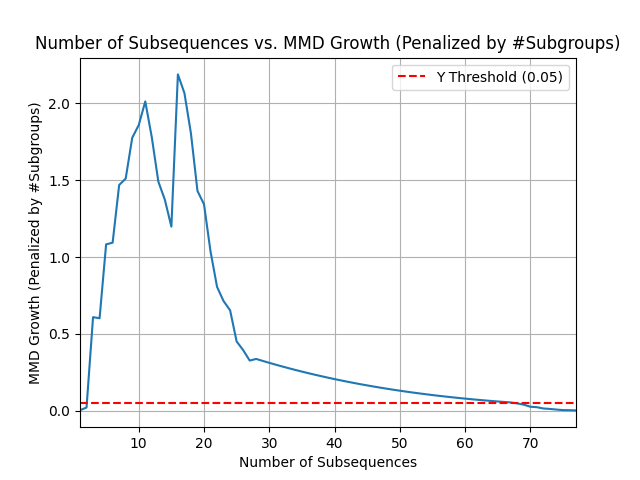 Number of Subsequences vs. MMD Growth (Penalized by #Subgroups)
Y Threshold (0.05)
MMD Growth (Penalized by #Subgroups)
2.0
1.5
1.0
0.5
0.0
10 20 30 40 50 60 70
Number of Subsequences